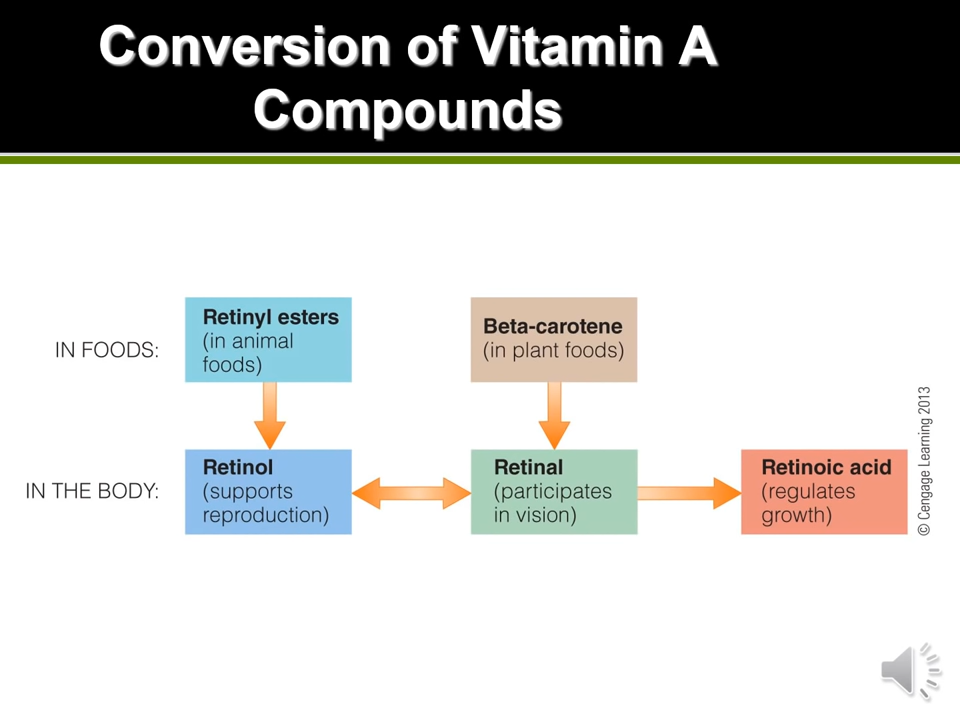 Conversion of Vitamin A
Compounds
IN FOODS:
Retinyl esters
(in animal
foods)
Beta-carotene
(in plant foods)
IN THE BODY:
Retinol
(supports
reproduction)
Retinal
(participates
in vision)
Retinoic acid
(regulates
growth)
© Cengage Learning 2013